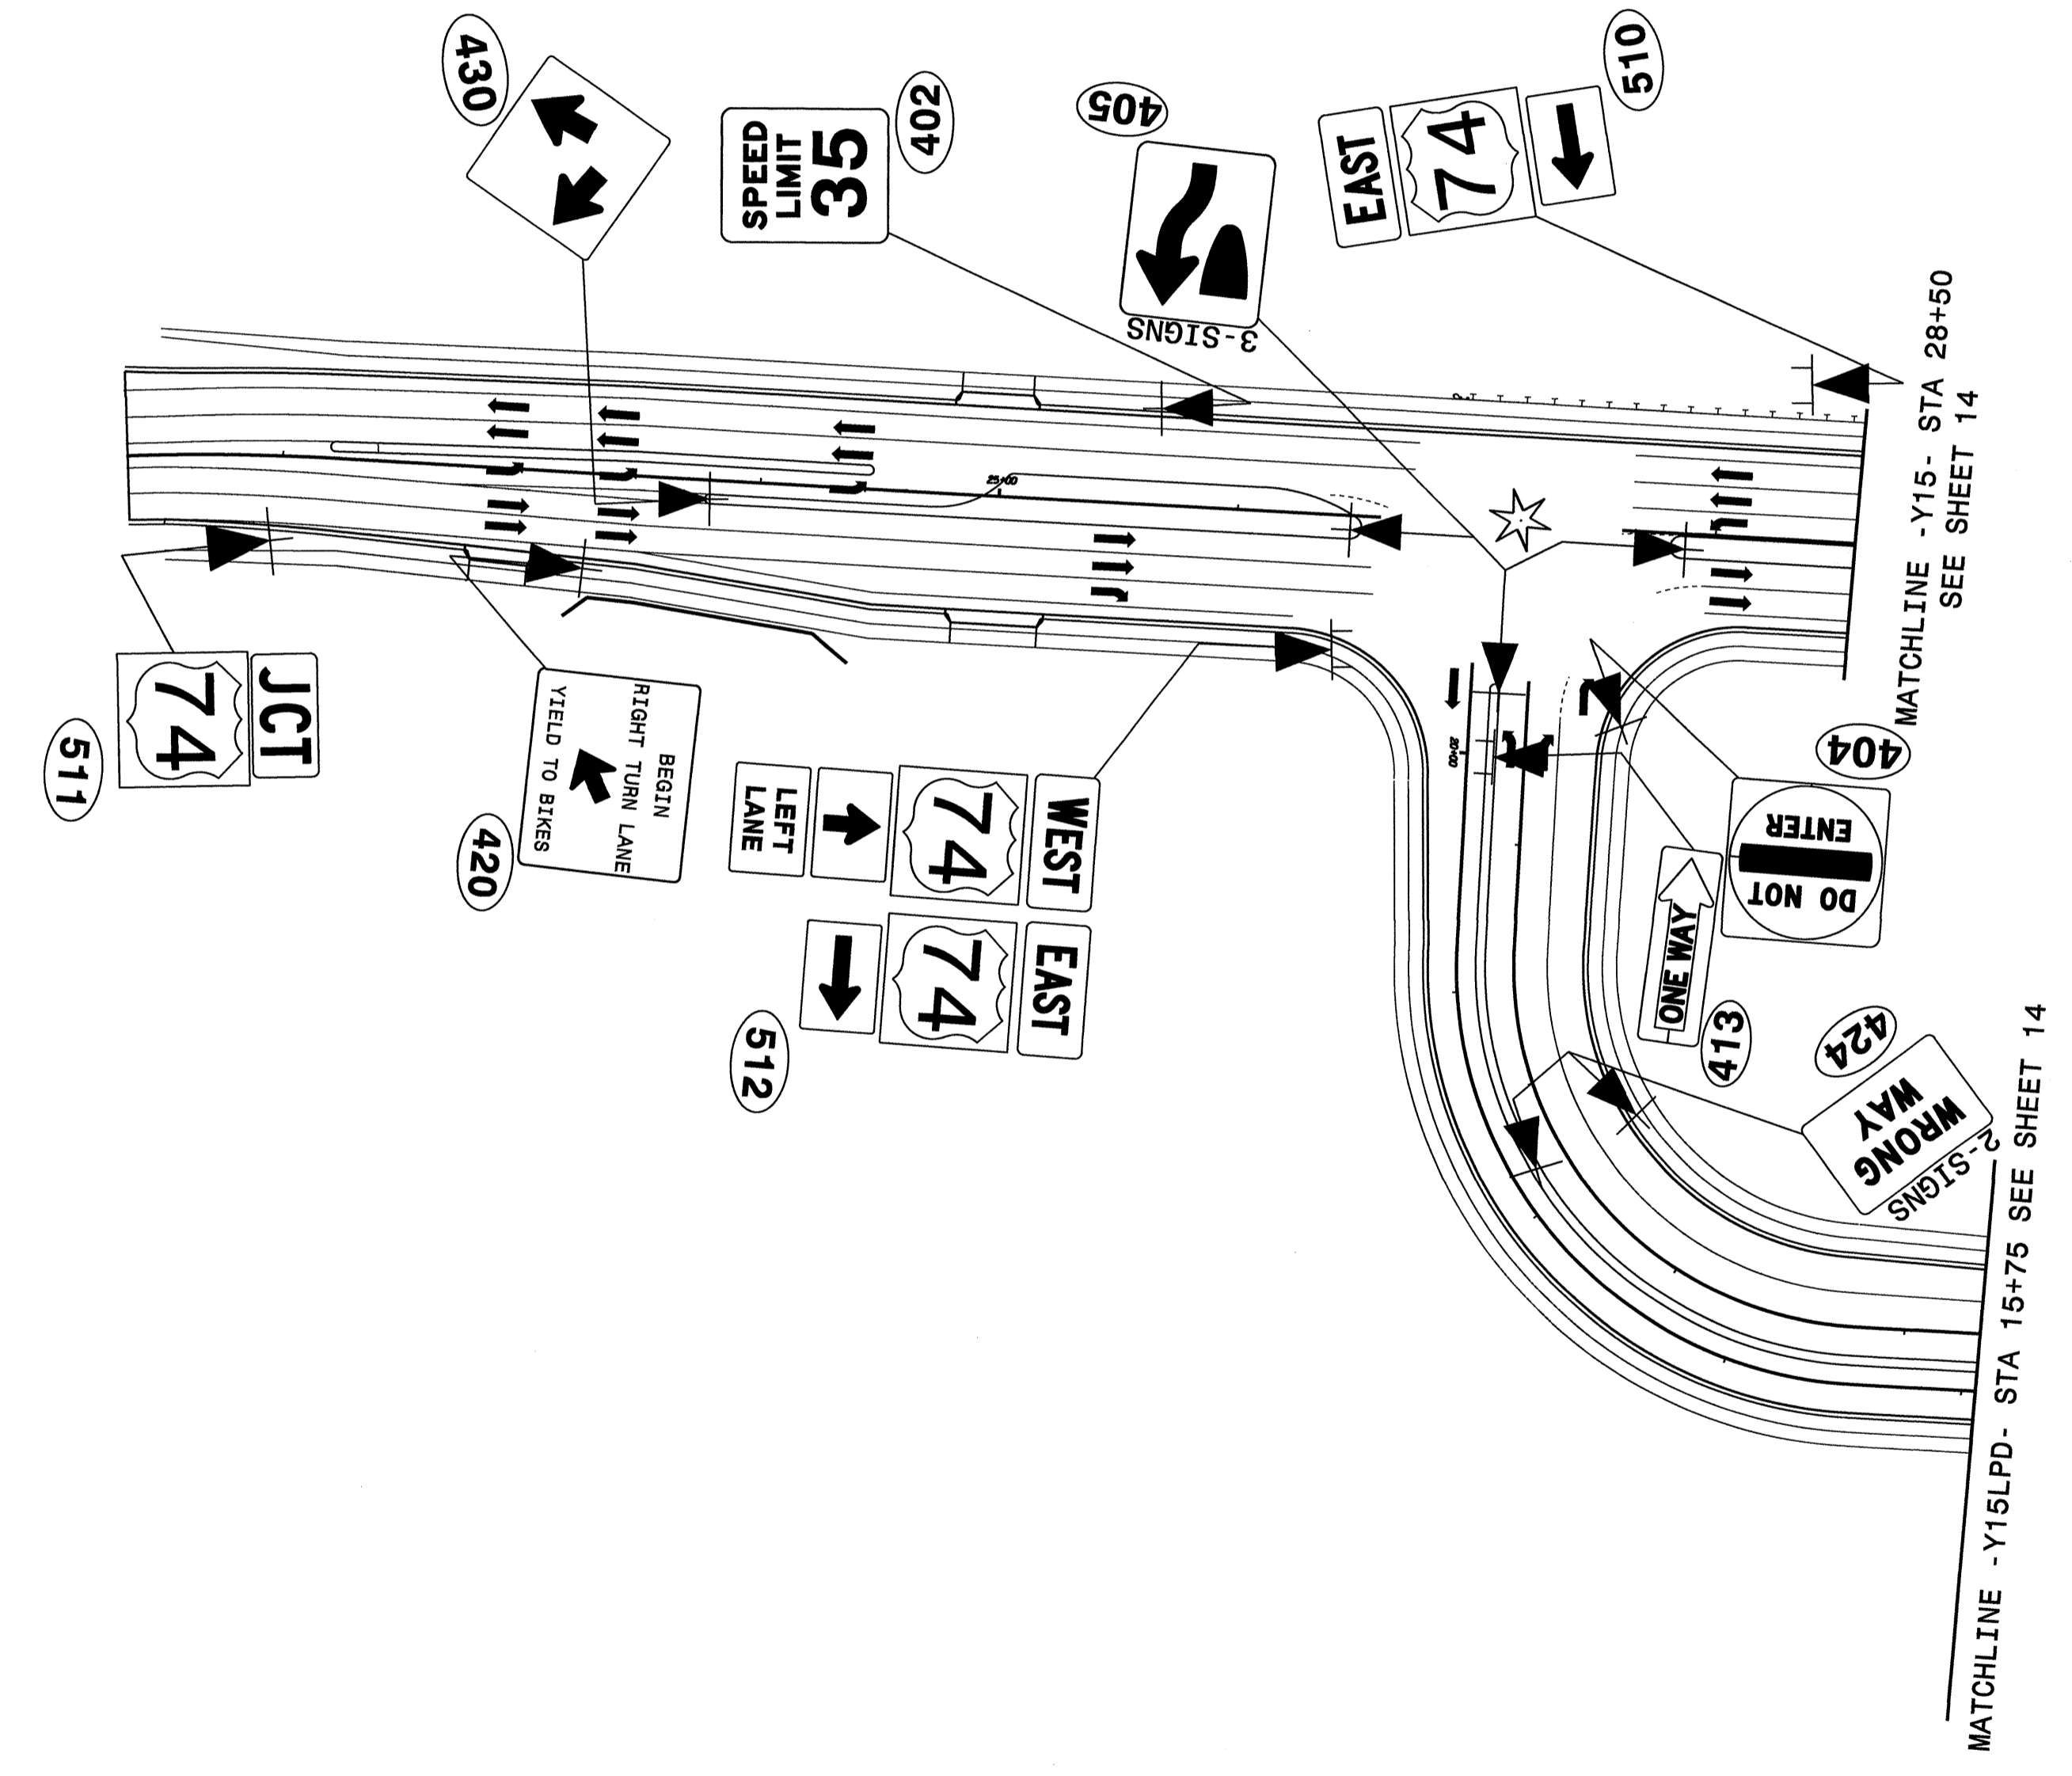 430
SPEED
LIMIT
35
402
405
3-SIGNS
EAST
74
510
MATCHLINE -Y15- STA 28+50
SEE SHEET 14
25+00
20+00
JCT
74
511
BEGIN
RIGHT TURN LANE
YIELD TO BIKES
420
WEST
74
LEFT
LANE
EAST
74
512
404
DO NOT
ENTER
ONE WAY
413
424
WRONG
WAY
2-SIGNS
MATCHLINE -Y15LPD- STA 15+75 SEE SHEET 14